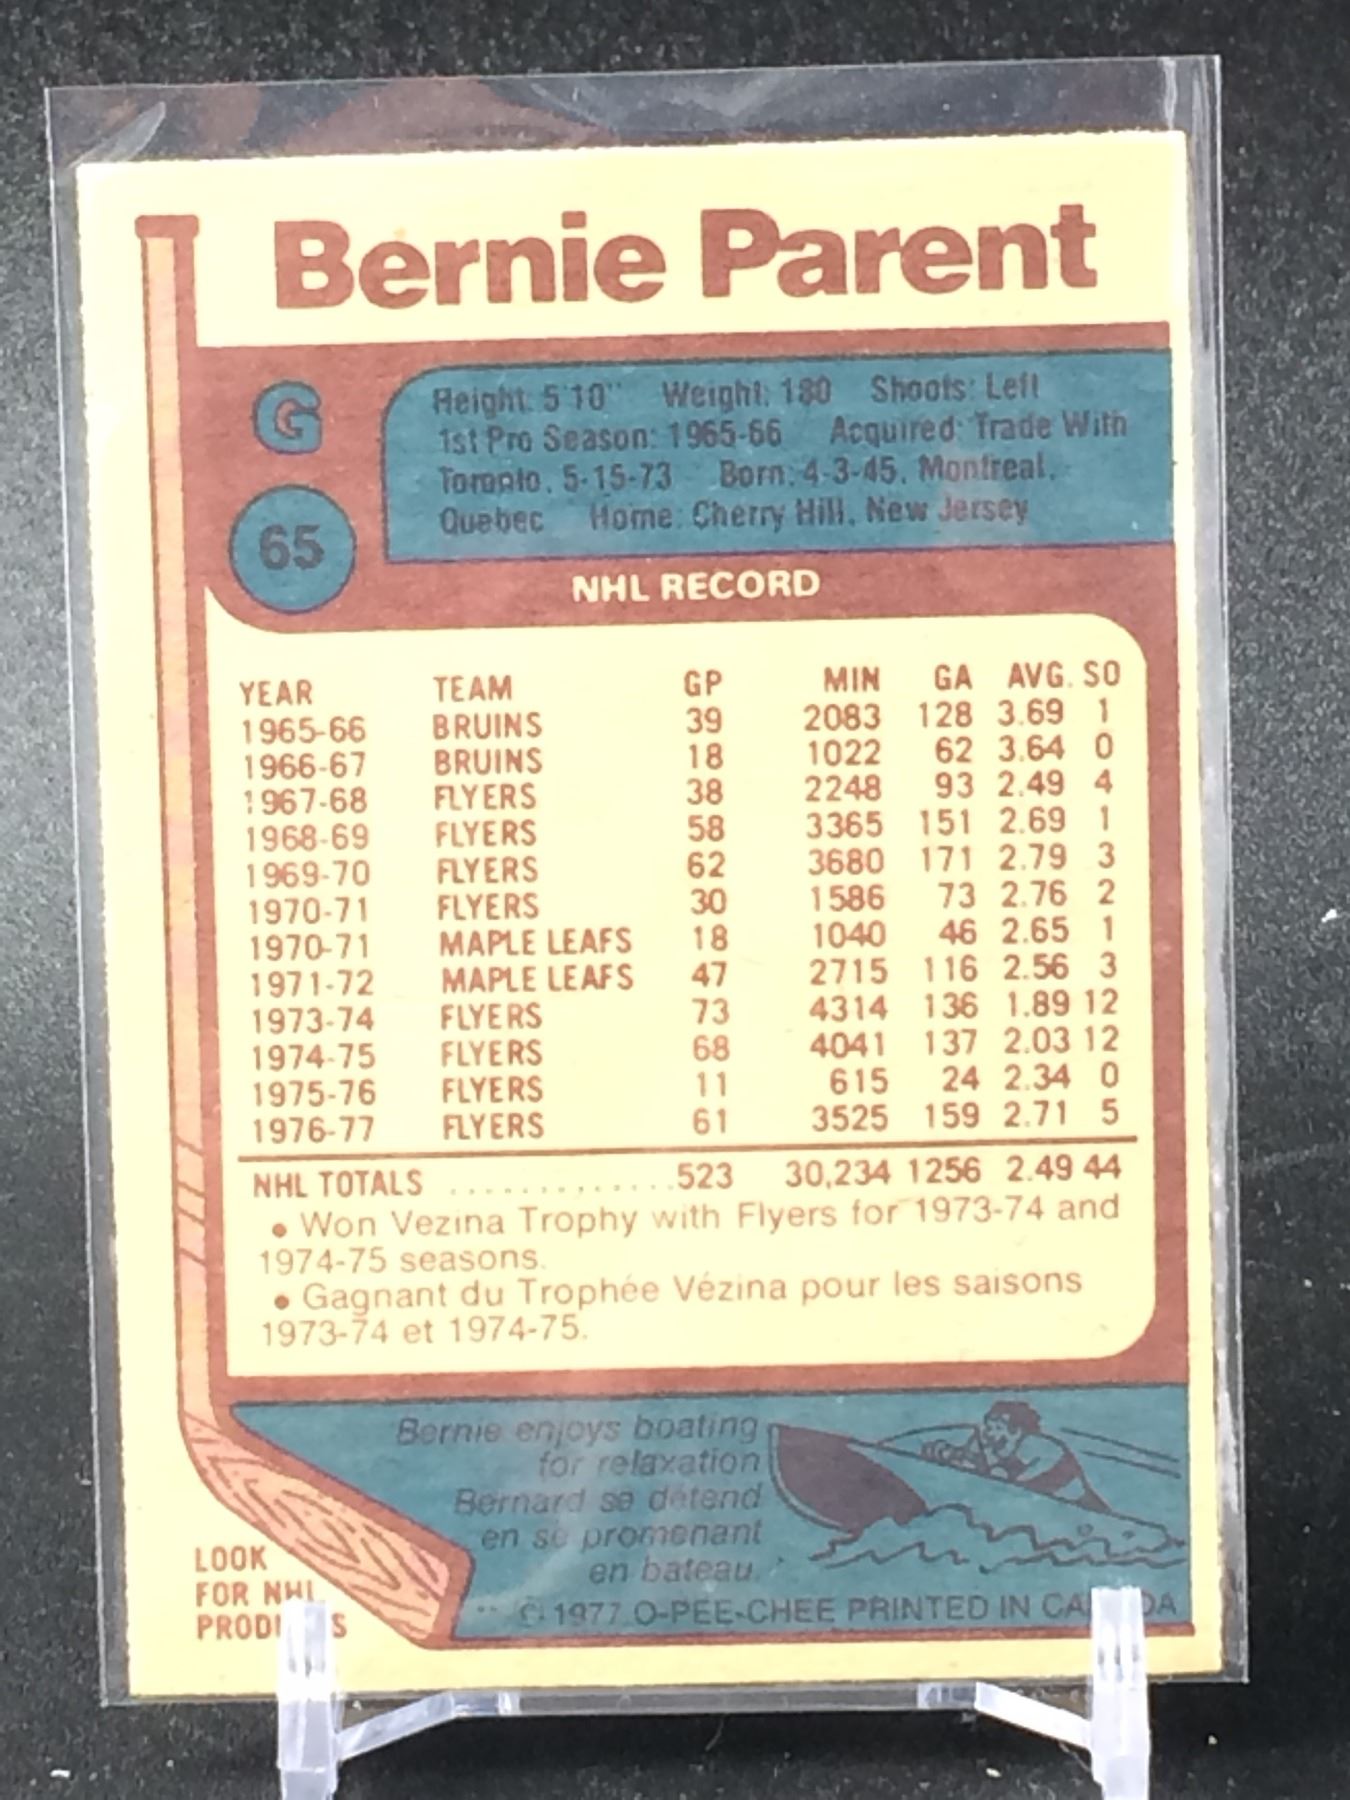 Bernie Parent
G
Height: 5'10" Weight: 180 Shoots: Left
1st Pro Season: 1965-66 Acquired: Trade With
Toronto, 5-15-73 Born: 4-3-45, Montreal,
Quebec Home: Cherry Hill, New Jersey
65
NHL RECORD
YEAR TEAM GP MIN GA AVG. SO
1965-66 BRUINS 39 2083 128 3.69 1
1966-67 BRUINS 18 1022 62 3.64 0
1967-68 FLYERS 38 2248 93 2.49 4
1968-69 FLYERS 58 3365 151 2.69 1
1969-70 FLYERS 62 3680 171 2.79 3
1970-71 FLYERS 30 1586 73 2.76 2
1970-71 MAPLE LEAFS 18 1040 46 2.65 1
1971-72 MAPLE LEAFS 47 2715 116 2.56 3
1973-74 FLYERS 73 4314 136 1.89 12
1974-75 FLYERS 68 4041 137 2.03 12
1975-76 FLYERS 11 615 24 2.34 0
1976-77 FLYERS 61 3525 159 2.71 5
NHL TOTALS ..............523 30,234 1256 2.49 44
• Won Vezina Trophy with Flyers for 1973-74 and
1974-75 seasons.
• Gagnant du Trophée Vézina pour les saisons
1973-74 et 1974-75.
Bernie enjoys boating
for relaxation
Bernard se détend
en se promenant
en bateau.
LOOK
FOR NHL
PRODUCTS
** © 1977 O-PEE-CHEE PRINTED IN CANADA